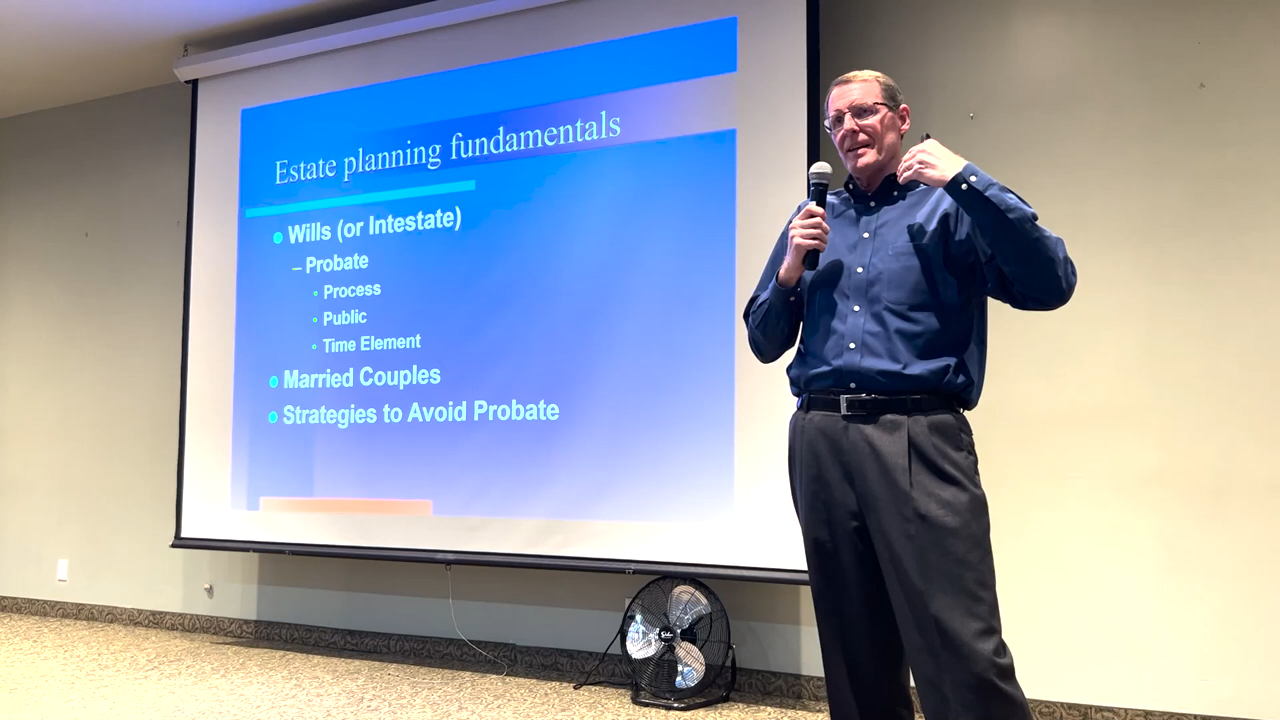 Estate planning fundamentals
Wills (or Intestate)
– Probate
Process
Public
Time Element
Married Couples
Strategies to Avoid Probate